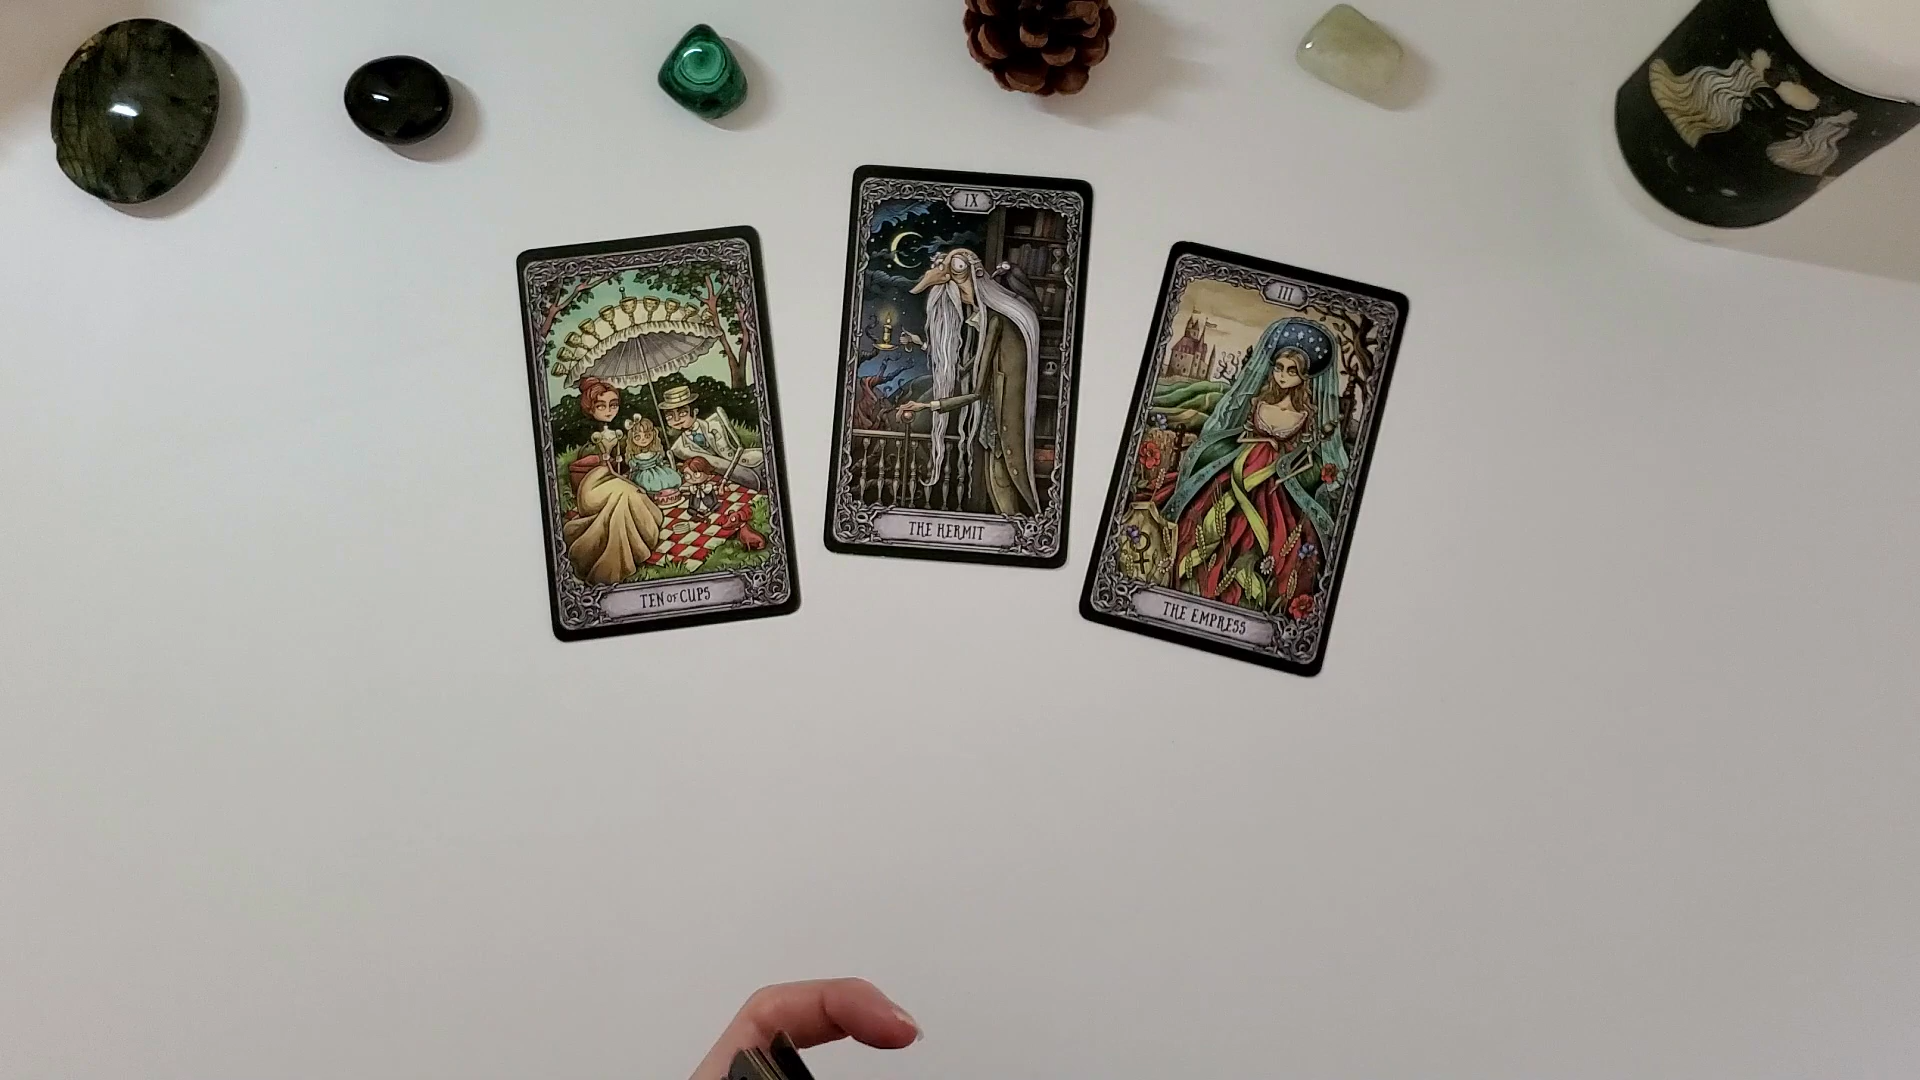 TEN OF CUPS
IX
THE HERMIT
III
THE EMPRESS